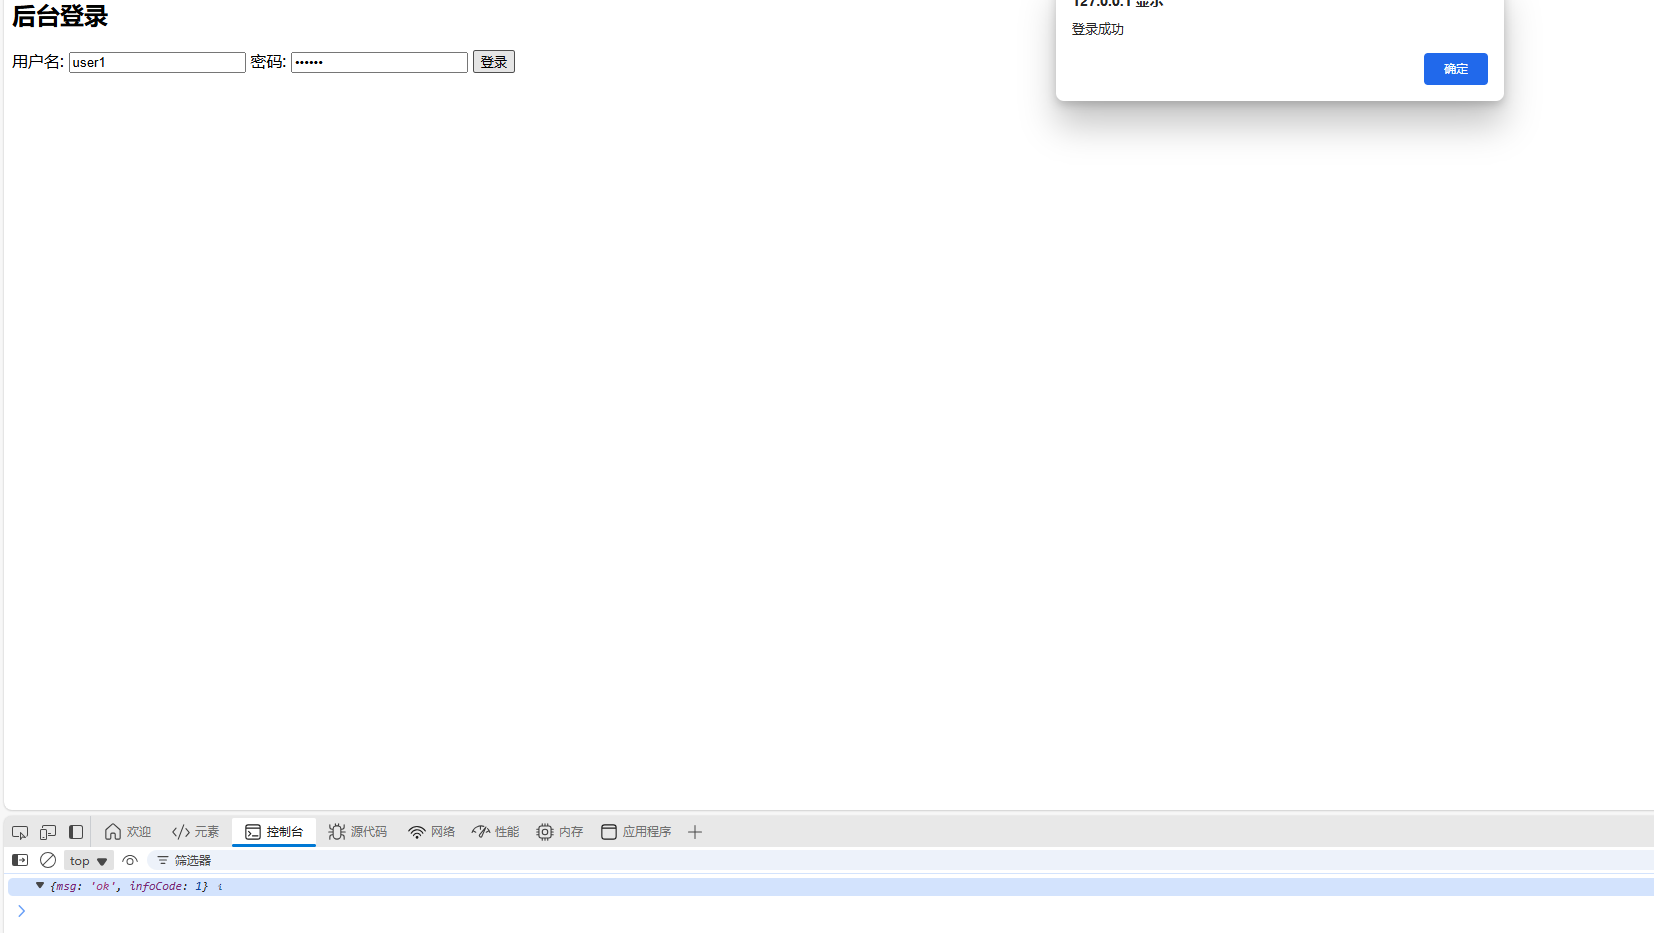 后台登录
127.0.0.1 显示
登录成功
确定
用户名: user1 密码: •••••• 登录
欢迎 元素 控制台 源代码 网络 性能 内存 应用程序
top 筛选器
{msg: 'ok', infoCode: 1} i